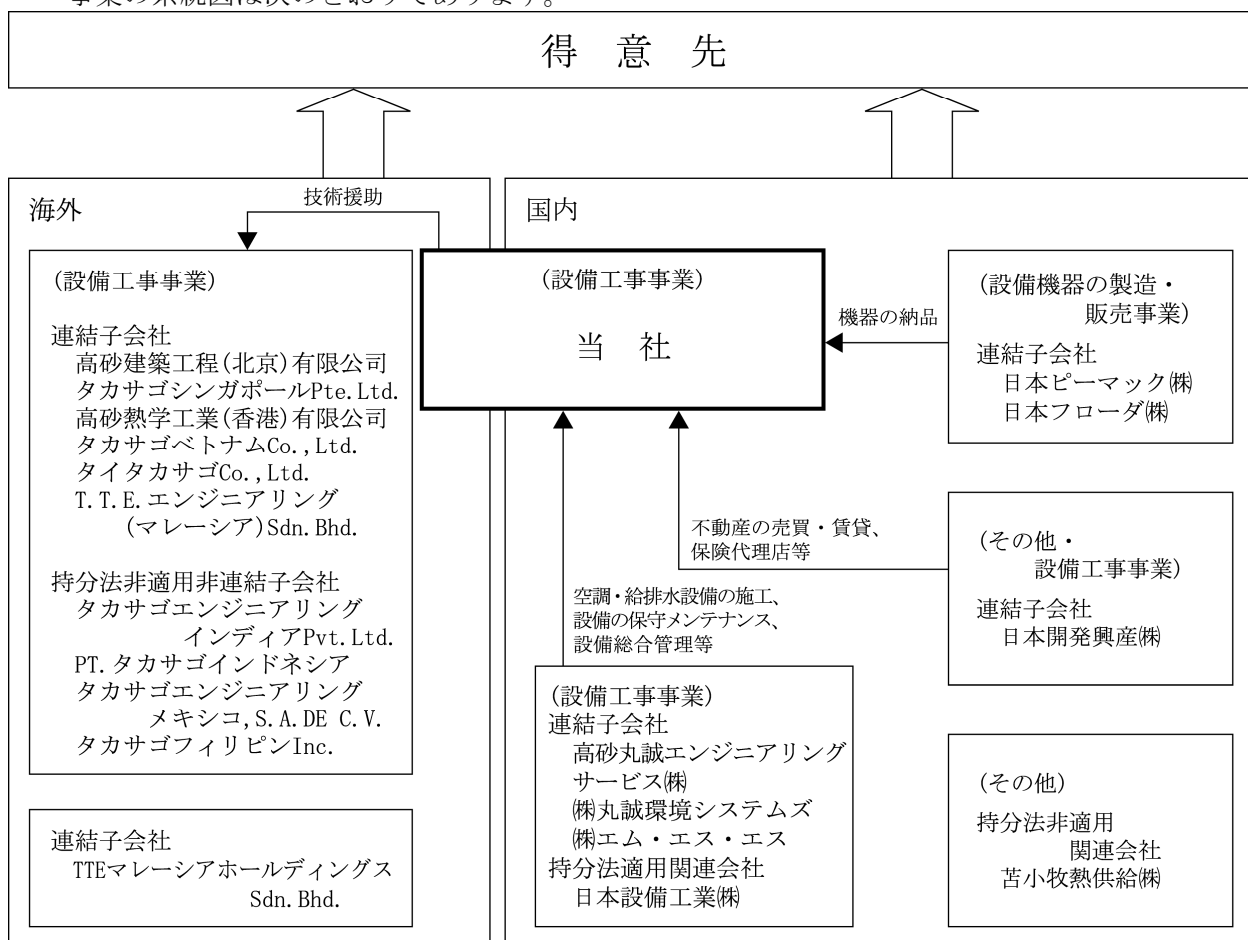 事業の系統図は次のとおりであります。
得意先
海外
技術援助
(設備工事事業)
連結子会社
高砂建築工程(北京)有限公司
タカサゴシンガポールPte.Ltd.
高砂熱学工業(香港)有限公司
タカサゴベトナムCo.,Ltd.
タイタカサゴCo.,Ltd.
T.T.E.エンジニアリング
(マレーシア)Sdn.Bhd.
持分法非適用非連結子会社
タカサゴエンジニアリング
インディアPvt.Ltd.
PT.タカサゴインドネシア
タカサゴエンジニアリング
メキシコ,S.A.DE C.V.
タカサゴフィリピンInc.
連結子会社
TTEマレーシアホールディングス
Sdn.Bhd.
国内
(設備工事事業)
当社
機器の納品
(設備機器の製造・
販売事業)
連結子会社
日本ピーマック㈱
日本フローダ㈱
不動産の売買・賃貸、
保険代理店等
(その他・
設備工事事業)
連結子会社
日本開発興産㈱
空調・給排水設備の施工、
設備の保守メンテナンス、
設備総合管理等
(設備工事事業)
連結子会社
高砂丸誠エンジニアリング
サービス㈱
㈱丸誠環境システムズ
㈱エム・エス・エス
持分法適用関連会社
日本設備工業㈱
(その他)
持分法非適用
関連会社
苫小牧熱供給㈱